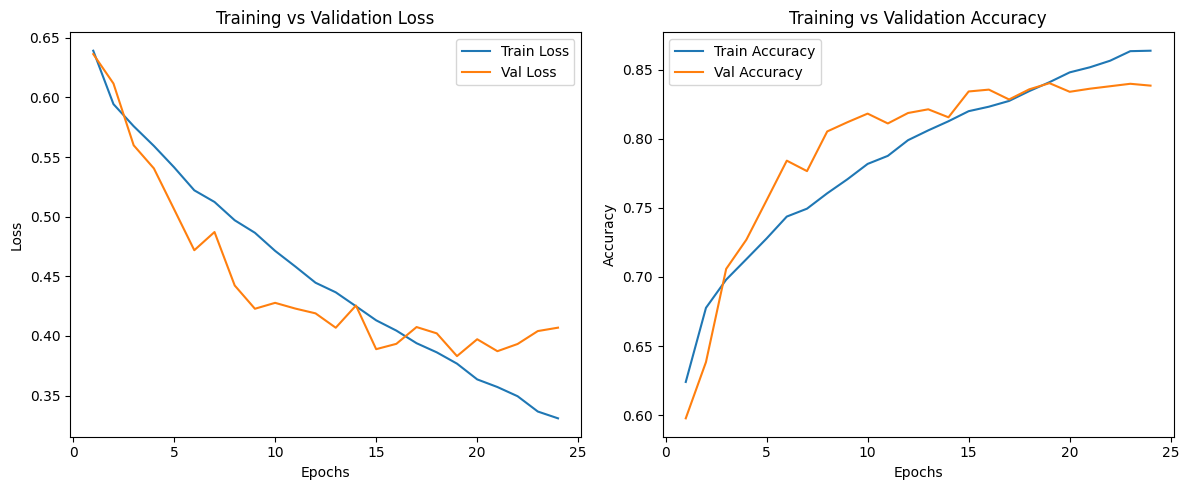 Training vs Validation Loss
Train Loss
Val Loss
0.65
0.60
0.55
0.50
0.45
0.40
0.35
Loss
0 5 10 15 20 25
Epochs
Training vs Validation Accuracy
Train Accuracy
Val Accuracy
0.85
0.80
0.75
0.70
0.65
0.60
Accuracy
0 5 10 15 20 25
Epochs